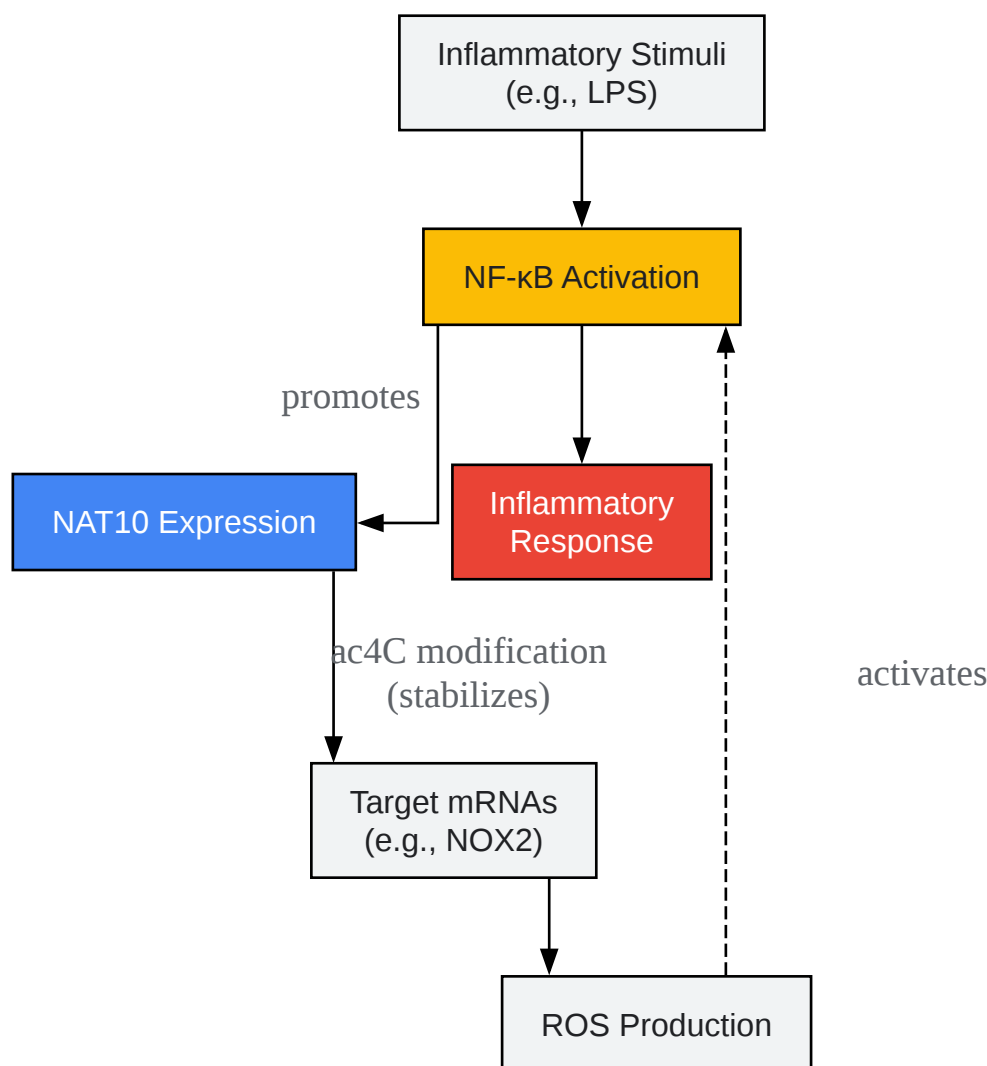 Inflammatory Stimuli
(e.g., LPS)
NF-κB Activation
promotes
NAT10 Expression
Inflammatory
Response
ac4C modification
(stabilizes)
activates
Target mRNAs
(e.g., NOX2)
ROS Production